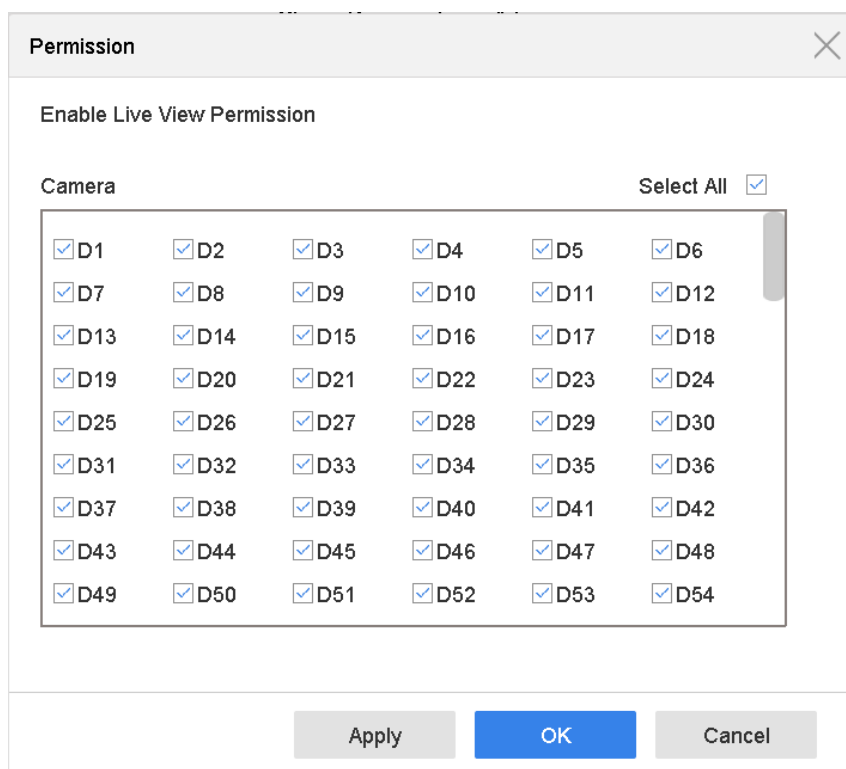 Permission
Enable Live View Permission
Camera Select All
D1 D2 D3 D4 D5 D6
D7 D8 D9 D10 D11 D12
D13 D14 D15 D16 D17 D18
D19 D20 D21 D22 D23 D24
D25 D26 D27 D28 D29 D30
D31 D32 D33 D34 D35 D36
D37 D38 D39 D40 D41 D42
D43 D44 D45 D46 D47 D48
D49 D50 D51 D52 D53 D54
Apply OK Cancel